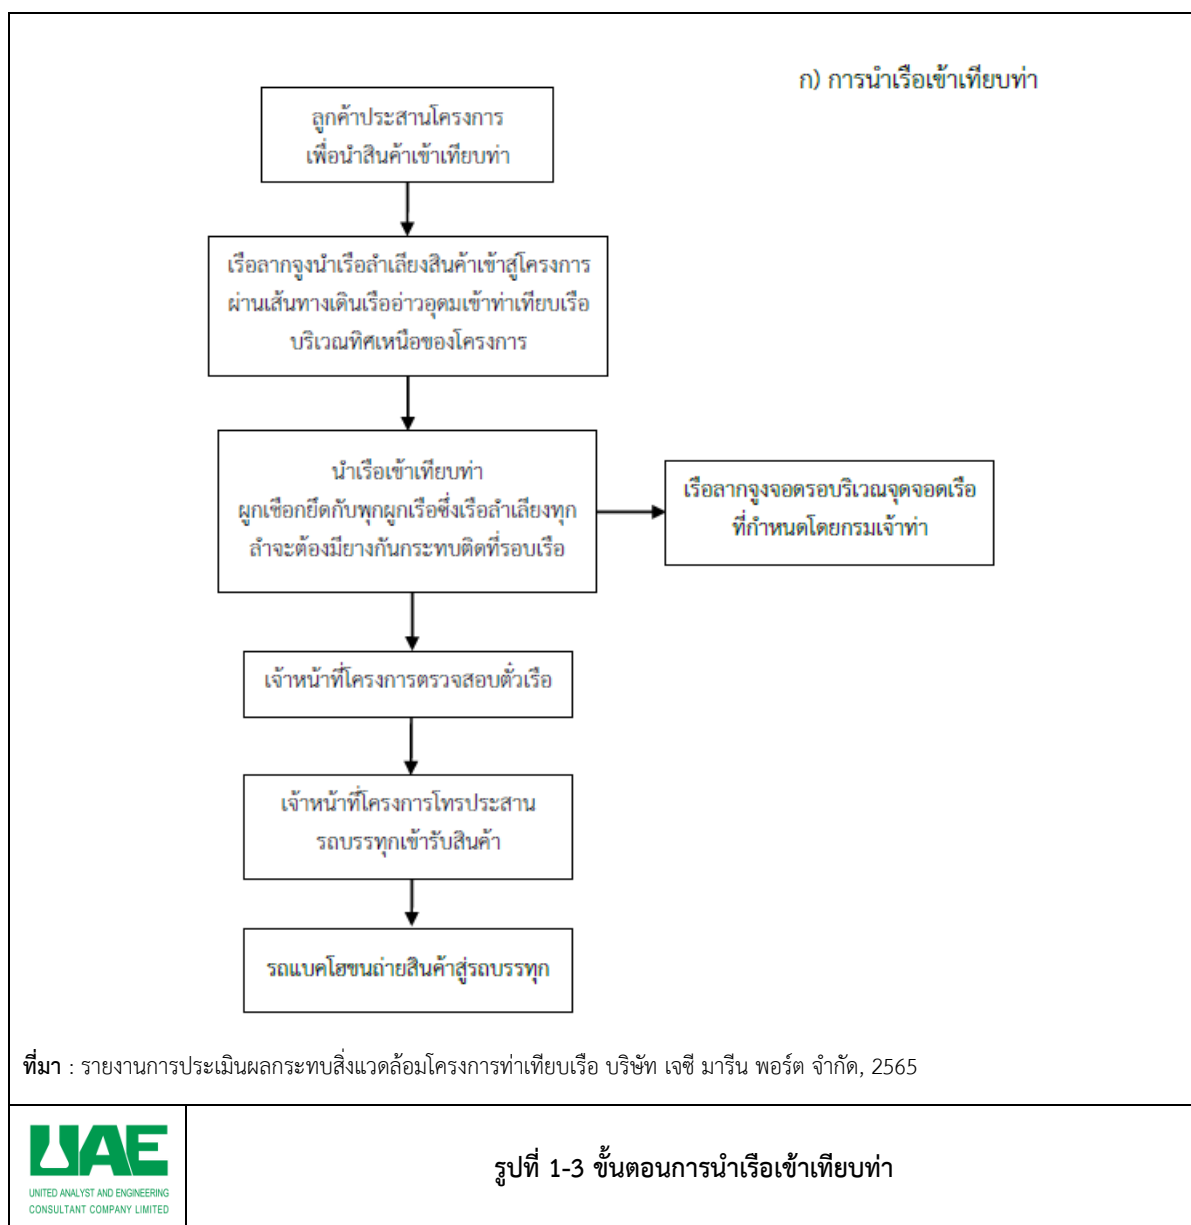 ก) การนำเรือเข้าเทียบท่า
ลูกค้าประสานโครงการ
เพื่อนำสินค้าเข้าเทียบท่า
เรือลากจูงนำเรือลำเลียงสินค้าเข้าสู่โครงการ
ผ่านเส้นทางเดินเรืออ่าวอุดมเข้าท่าเทียบเรือ
บริเวณทิศเหนือของโครงการ
นำเรือเข้าเทียบท่า
ผูกเชือกยึดกับพุกผูกเรือซึ่งเรือลำเลียงทุก
ลำจะต้องมียางกันกระทบติดที่รอบเรือ
เรือลากจูงจอดรอบริเวณจุดจอดเรือ
ที่กำหนดโดยกรมเจ้าท่า
เจ้าหน้าที่โครงการตรวจสอบตั๋วเรือ
เจ้าหน้าที่โครงการโทรประสาน
รถบรรทุกเข้ารับสินค้า
รถแบคโฮขนถ่ายสินค้าสู่รถบรรทุก
ที่มา : รายงานการประเมินผลกระทบสิ่งแวดล้อมโครงการท่าเทียบเรือ บริษัท เจซี มารีน พอร์ต จำกัด, 2565
UAE
UNITED ANALYST AND ENGINEERING
CONSULTANT COMPANY LIMITED
รูปที่ 1-3 ขั้นตอนการนำเรือเข้าเทียบท่า